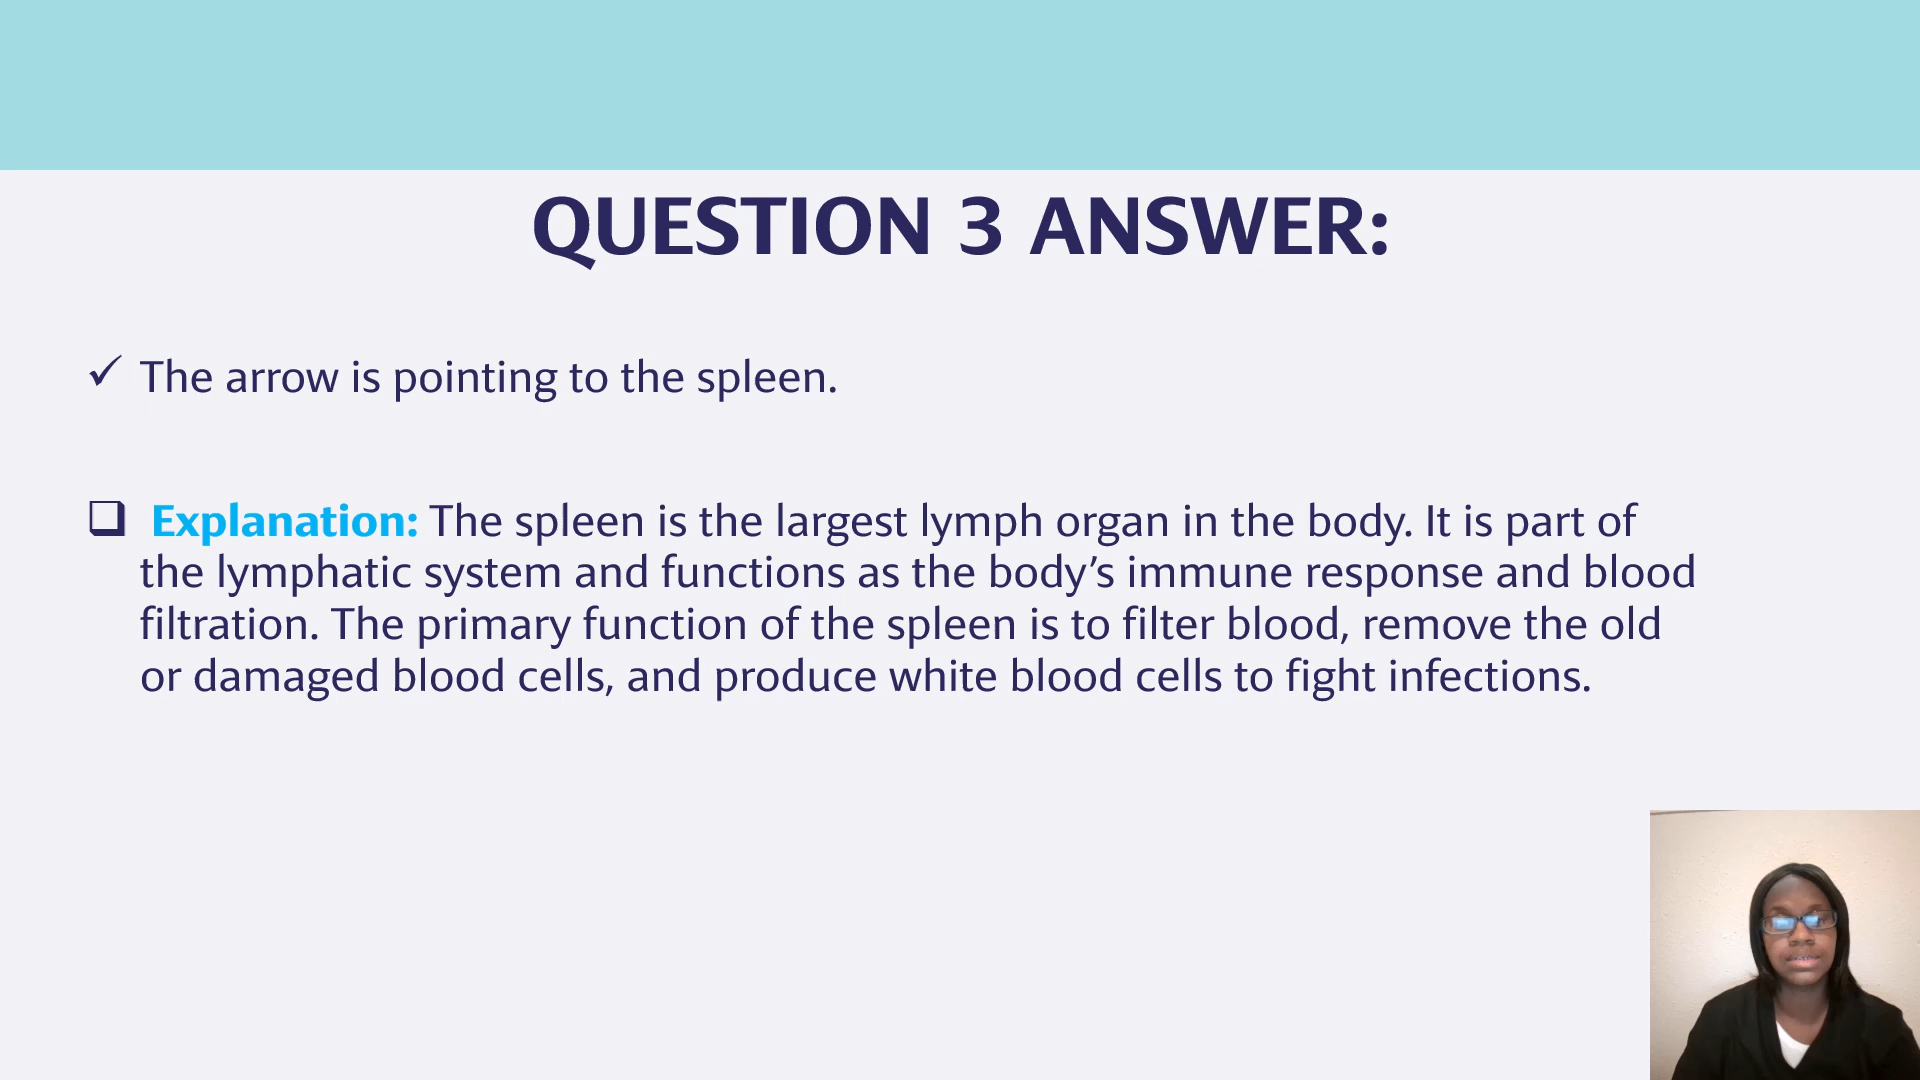 QUESTION 3 ANSWER:
The arrow is pointing to the spleen.
Explanation: The spleen is the largest lymph organ in the body. It is part of
the lymphatic system and functions as the body’s immune response and blood
filtration. The primary function of the spleen is to filter blood, remove the old
or damaged blood cells, and produce white blood cells to fight infections.